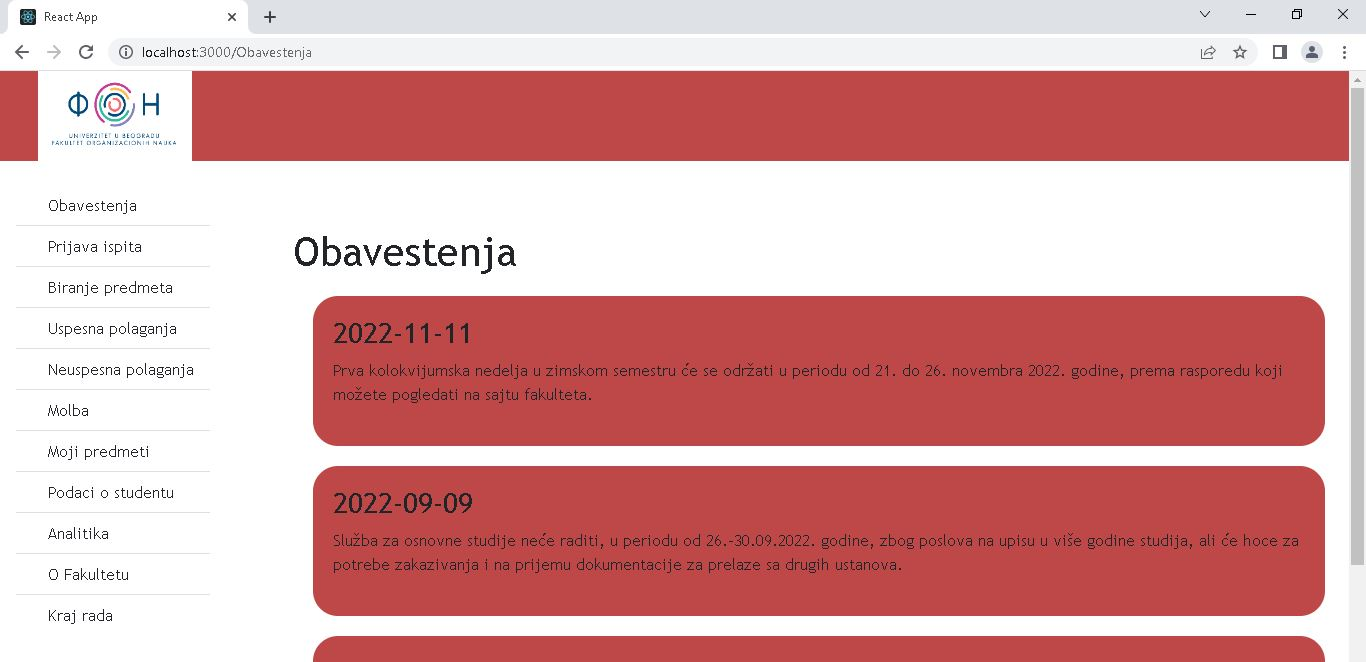 React App
localhost:3000/Obavestenja
ФОН
UNIVERZITET U BEOGRADU
FAKULTET ORGANIZACIONIH NAUKA
Obavestenja
Prijava ispita
Biranje predmeta
Uspesna polaganja
Neuspesna polaganja
Molba
Moji predmeti
Podaci o studentu
Analitika
O Fakultetu
Kraj rada
Obavestenja
2022-11-11
Prva kolokvijumska nedelja u zimskom semestru će se održati u periodu od 21. do 26. novembra 2022. godine, prema rasporedu koji
možete pogledati na sajtu fakulteta.
2022-09-09
Služba za osnovne studije neće raditi, u periodu od 26.-30.09.2022. godine, zbog poslova na upisu u više godine studija, ali će hoce za
potrebe zakazivanja i na prijemu dokumentacije za prelaze sa drugih ustanova.